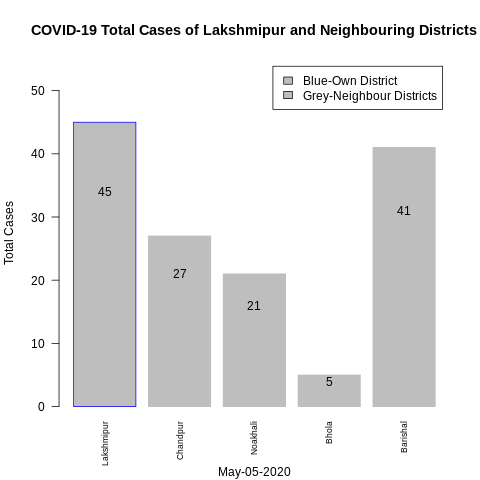 COVID-19 Total Cases of Lakshmipur and Neighbouring Districts
Blue-Own District
Grey-Neighbour Districts
Total Cases
50
40
30
20
10
0
45
27
21
5
41
Lakshmipur
Chandpur
Noakhali
Bhola
Barishal
May-05-2020